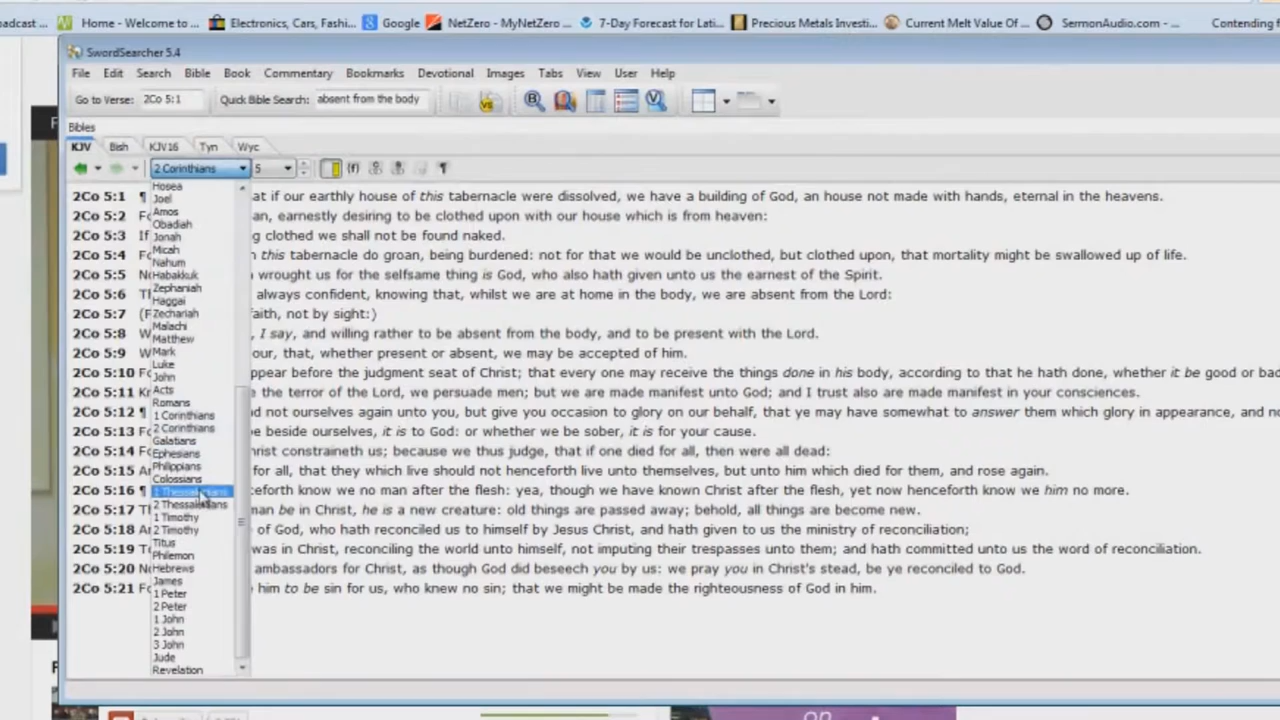 adcast ...
Home - Welcome to ...
Electronics, Cars, Fashi...
Google
NetZero - MyNetZero ...
7-Day Forecast for Lati...
Precious Metals Investi...
Current Melt Value Of ...
SermonAudio.com - ...
Contending f
SwordSearcher 5.4
File Edit Search Bible Book Commentary Bookmarks Devotional Images Tabs View User Help
Go to Verse: 2Co 5:1 Quick Bible Search: absent from the body
Bibles
KJV Bish KJV16 Tyn Wyc
2 Corinthians 5
Hosea
Joel
Amos
Obadiah
Jonah
Micah
Nahum
Habakkuk
Zephaniah
Haggai
Zechariah
Malachi
Matthew
Mark
Luke
John
Acts
Romans
1 Corinthians
2 Corinthians
Galatians
Ephesians
Philippians
Colossians
1 Thessalonians
2 Thessalonians
1 Timothy
2 Timothy
Titus
Philemon
Hebrews
James
1 Peter
2 Peter
1 John
2 John
3 John
Jude
Revelation
2Co 5:1 ¶ at if our earthly house of this tabernacle were dissolved, we have a building of God, an house not made with hands, eternal in the heavens.
2Co 5:2 Fo an, earnestly desiring to be clothed upon with our house which is from heaven:
2Co 5:3 If g clothed we shall not be found naked.
2Co 5:4 Fo this tabernacle do groan, being burdened: not for that we would be unclothed, but clothed upon, that mortality might be swallowed up of life.
2Co 5:5 No wrought us for the selfsame thing is God, who also hath given unto us the earnest of the Spirit.
2Co 5:6 Th always confident, knowing that, whilst we are at home in the body, we are absent from the Lord:
2Co 5:7 (F faith, not by sight:)
2Co 5:8 W , I say, and willing rather to be absent from the body, and to be present with the Lord.
2Co 5:9 W our, that, whether present or absent, we may be accepted of him.
2Co 5:10 Fo ppear before the judgment seat of Christ; that every one may receive the things done in his body, according to that he hath done, whether it be good or bad
2Co 5:11 Kn e the terror of the Lord, we persuade men; but we are made manifest unto God; and I trust also are made manifest in your consciences.
2Co 5:12 ¶ nd not ourselves again unto you, but give you occasion to glory on our behalf, that ye may have somewhat to answer them which glory in appearance, and no
2Co 5:13 Fo be beside ourselves, it is to God: or whether we be sober, it is for your cause.
2Co 5:14 Fo hrist constraineth us; because we thus judge, that if one died for all, then were all dead:
2Co 5:15 An for all, that they which live should not henceforth live unto themselves, but unto him which died for them, and rose again.
2Co 5:16 ¶ ceforth know we no man after the flesh: yea, though we have known Christ after the flesh, yet now henceforth know we him no more.
2Co 5:17 Th n be in Christ, he is a new creature: old things are passed away; behold, all things are become new.
2Co 5:18 An of God, who hath reconciled us to himself by Jesus Christ, and hath given to us the ministry of reconciliation;
2Co 5:19 T was in Christ, reconciling the world unto himself, not imputing their trespasses unto them; and hath committed unto us the word of reconciliation.
2Co 5:20 No ambassadors for Christ, as though God did beseech you by us: we pray you in Christ's stead, be ye reconciled to God.
2Co 5:21 Fo him to be sin for us, who knew no sin; that we might be made the righteousness of God in him.